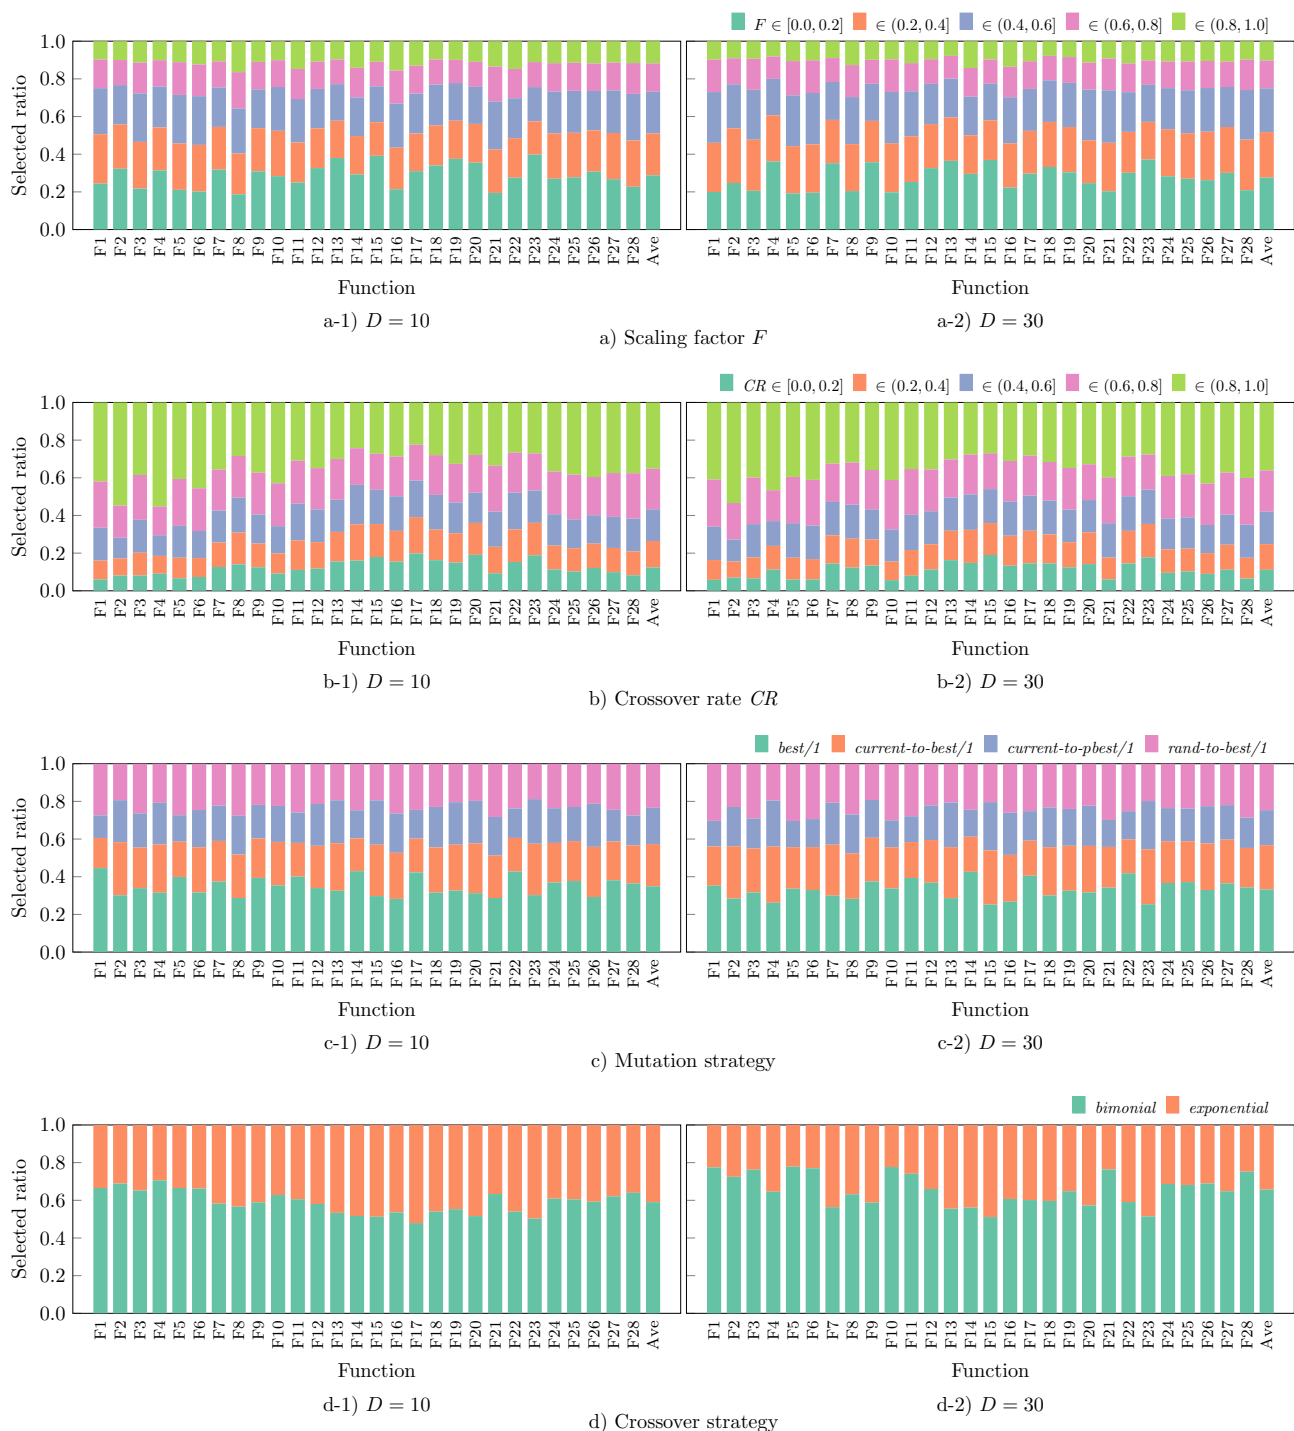 F ∈ [0.0, 0.2] ∈ (0.2, 0.4] ∈ (0.4, 0.6] ∈ (0.6, 0.8] ∈ (0.8, 1.0]
1.0
0.8
0.6
0.4
0.2
0.0
Selected ratio
F1 F2 F3 F4 F5 F6 F7 F8 F9 F10 F11 F12 F13 F14 F15 F16 F17 F18 F19 F20 F21 F22 F23 F24 F25 F26 F27 F28 Ave
F1 F2 F3 F4 F5 F6 F7 F8 F9 F10 F11 F12 F13 F14 F15 F16 F17 F18 F19 F20 F21 F22 F23 F24 F25 F26 F27 F28 Ave
Function
Function
a-1) D = 10
a-2) D = 30
a) Scaling factor F
CR ∈ [0.0, 0.2] ∈ (0.2, 0.4] ∈ (0.4, 0.6] ∈ (0.6, 0.8] ∈ (0.8, 1.0]
1.0
0.8
0.6
0.4
0.2
0.0
Selected ratio
F1 F2 F3 F4 F5 F6 F7 F8 F9 F10 F11 F12 F13 F14 F15 F16 F17 F18 F19 F20 F21 F22 F23 F24 F25 F26 F27 F28 Ave
F1 F2 F3 F4 F5 F6 F7 F8 F9 F10 F11 F12 F13 F14 F15 F16 F17 F18 F19 F20 F21 F22 F23 F24 F25 F26 F27 F28 Ave
Function
Function
b-1) D = 10
b-2) D = 30
b) Crossover rate CR
best/1 current-to-best/1 current-to-pbest/1 rand-to-best/1
1.0
0.8
0.6
0.4
0.2
0.0
Selected ratio
F1 F2 F3 F4 F5 F6 F7 F8 F9 F10 F11 F12 F13 F14 F15 F16 F17 F18 F19 F20 F21 F22 F23 F24 F25 F26 F27 F28 Ave
F1 F2 F3 F4 F5 F6 F7 F8 F9 F10 F11 F12 F13 F14 F15 F16 F17 F18 F19 F20 F21 F22 F23 F24 F25 F26 F27 F28 Ave
Function
Function
c-1) D = 10
c-2) D = 30
c) Mutation strategy
bimonial exponential
1.0
0.8
0.6
0.4
0.2
0.0
Selected ratio
F1 F2 F3 F4 F5 F6 F7 F8 F9 F10 F11 F12 F13 F14 F15 F16 F17 F18 F19 F20 F21 F22 F23 F24 F25 F26 F27 F28 Ave
F1 F2 F3 F4 F5 F6 F7 F8 F9 F10 F11 F12 F13 F14 F15 F16 F17 F18 F19 F20 F21 F22 F23 F24 F25 F26 F27 F28 Ave
Function
Function
d-1) D = 10
d-2) D = 30
d) Crossover strategy